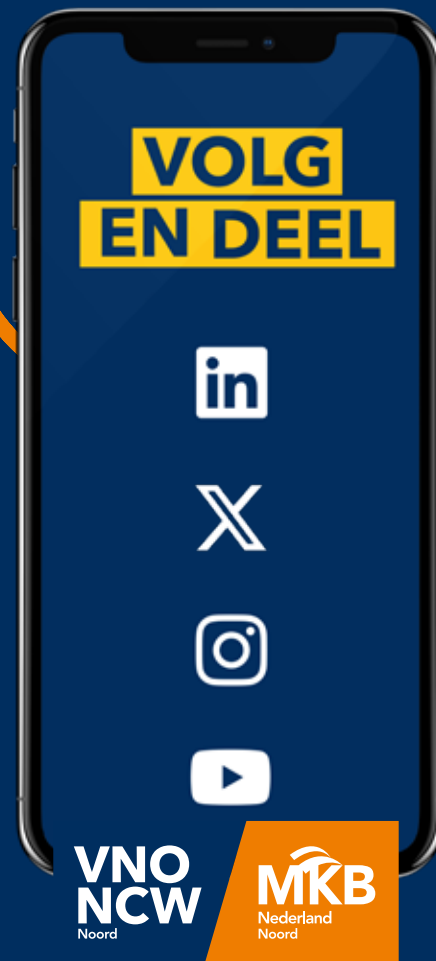 VOLG
EN DEEL
in
X
VNO
NCW
Noord
MKB
Nederland
Noord